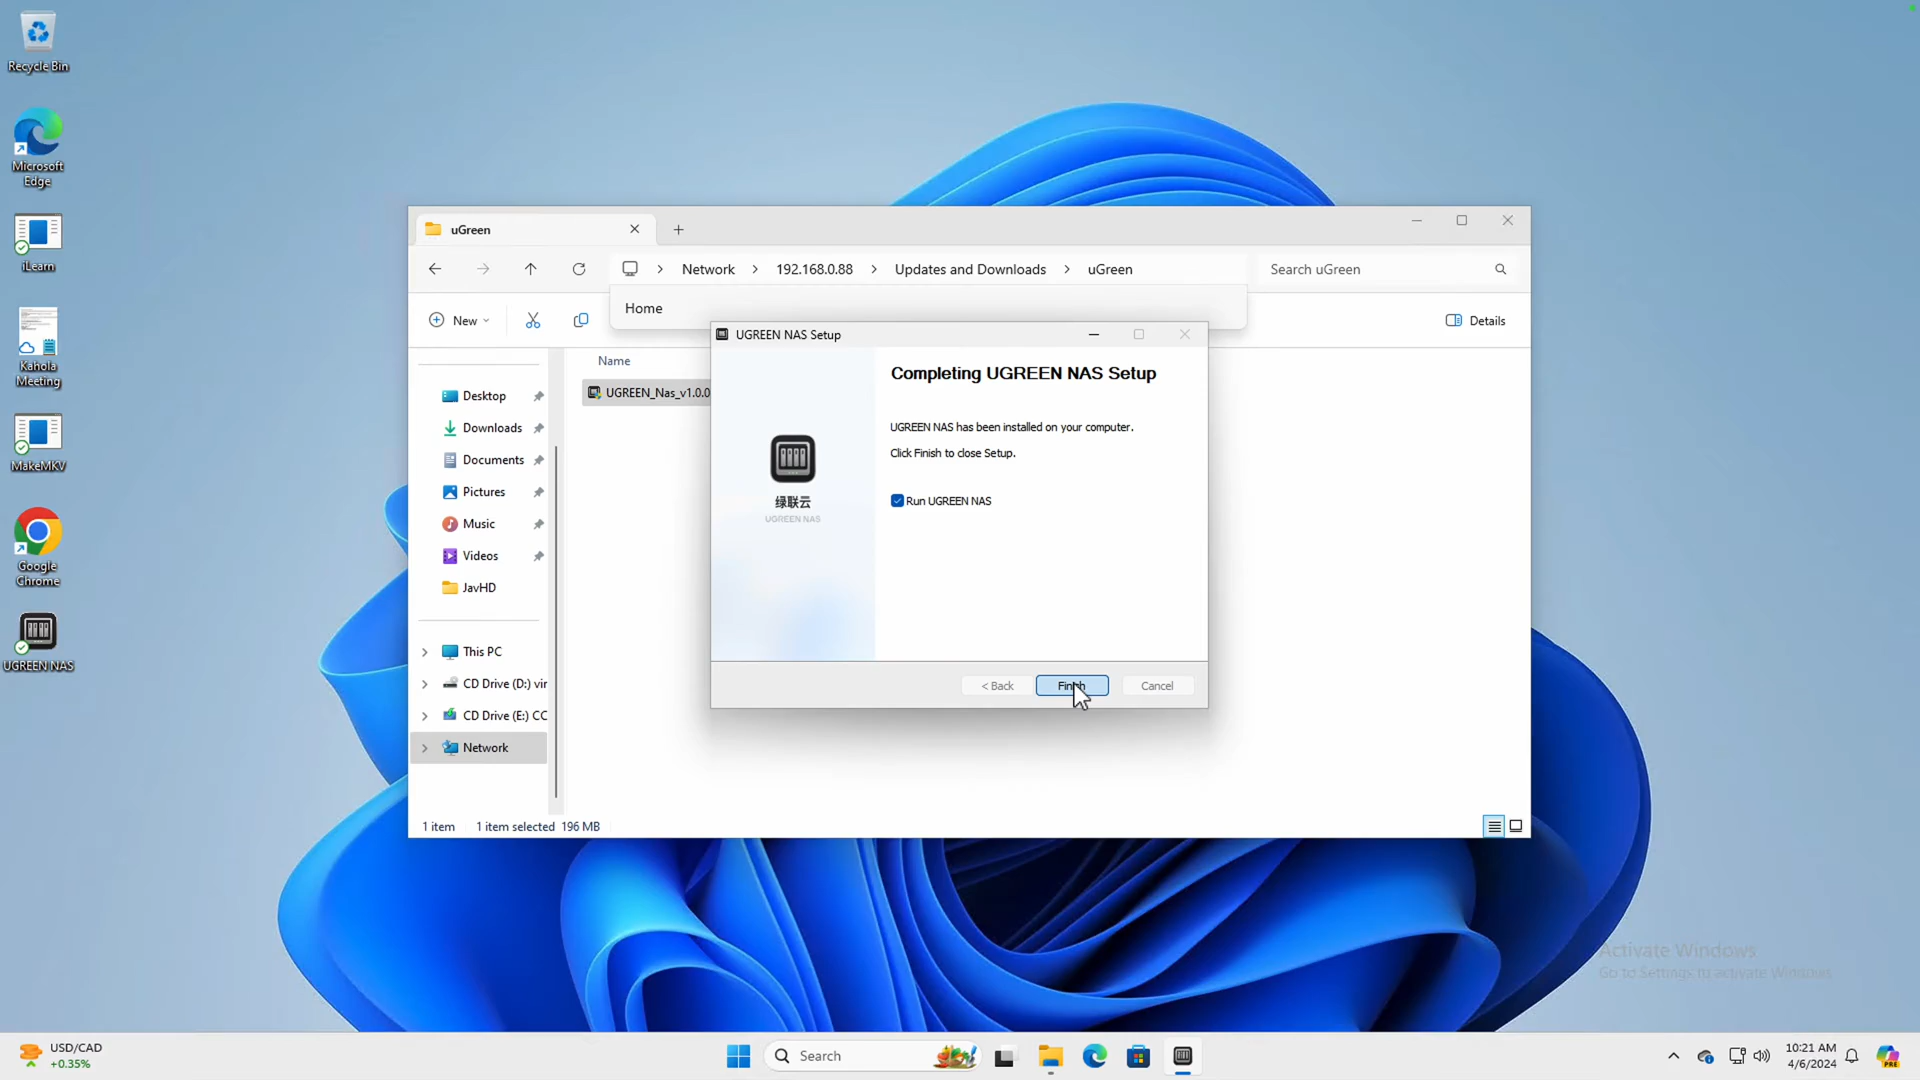 Recycle Bin
Microsoft
Edge
iLearn
Kahola
Meeting
MakeMKV
Google
Chrome
UGREEN NAS
uGreen
Network
192.168.0.88
Updates and Downloads
uGreen
Search uGreen
Home
New
Details
Name
UGREEN_Nas_v1.0.0
Desktop
Downloads
Documents
Pictures
Music
Videos
JavHD
This PC
CD Drive (D:) vir
CD Drive (E:) CC
Network
1 item
1 item selected 196 MB
UGREEN NAS Setup
Completing UGREEN NAS Setup
UGREEN NAS has been installed on your computer.
Click Finish to close Setup.
Run UGREEN NAS
绿联云
UGREEN NAS
< Back
Finish
Cancel
Activate Windows
Go to Settings to activate Windows.
USD/CAD
+0.35%
Search
10:21 AM
4/6/2024
PRE